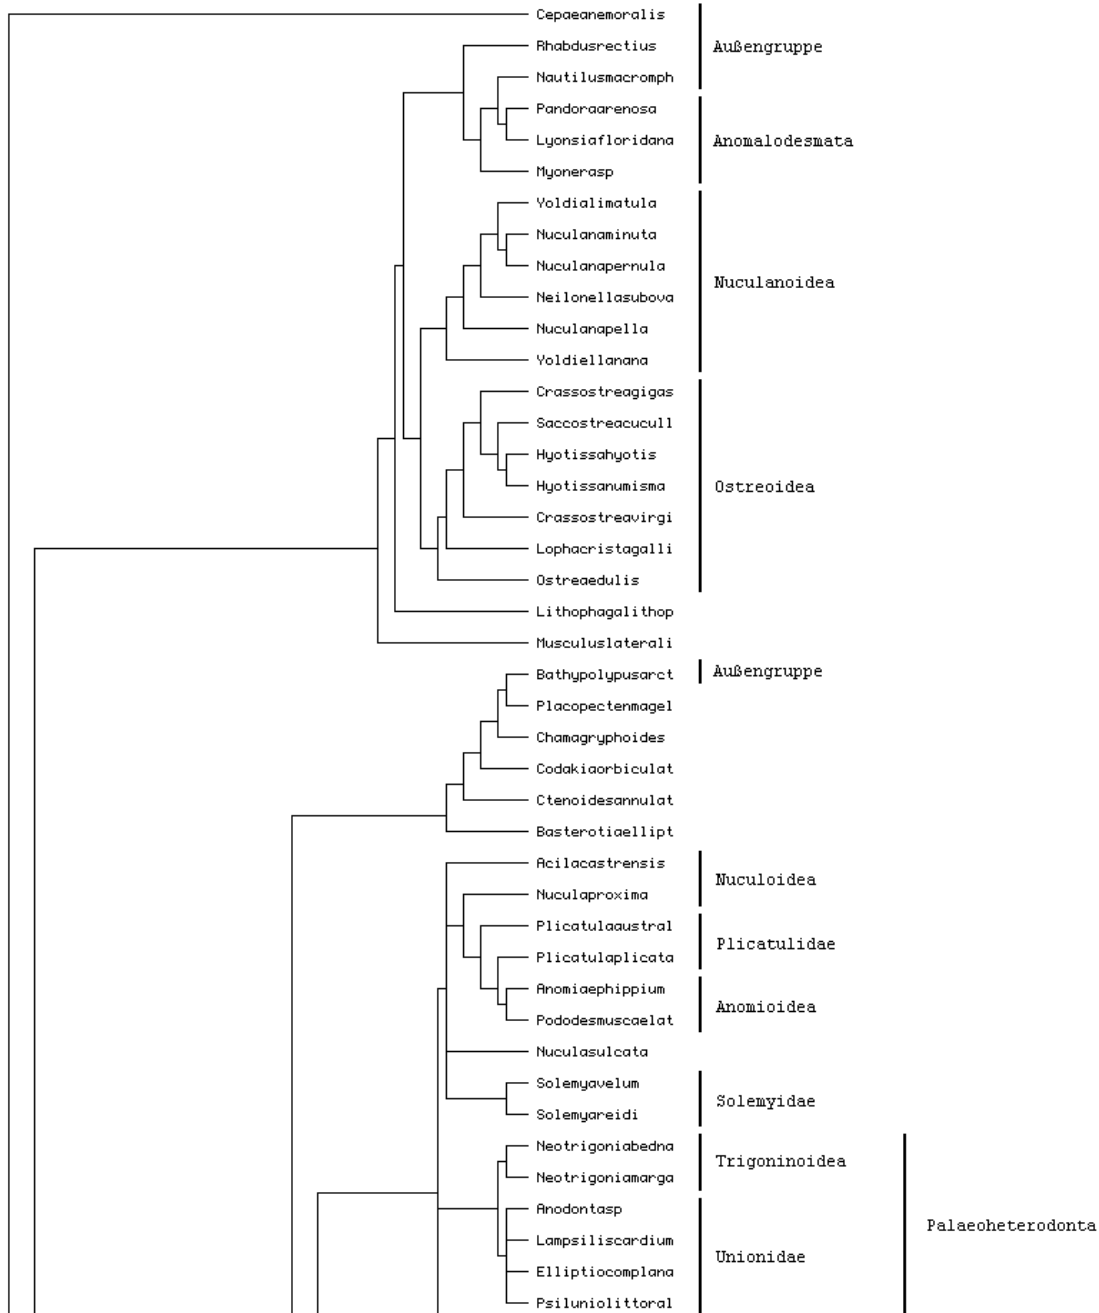 Cepaeanemoralis
Rhabdusrectius
Außengruppe
Nautilusmacromph
Pandoraarenosa
Lyonsiafloridana
Anomalodesmata
Myonerasp
Yoldialimatula
Nuculanaminuta
Nuculanapernula
Nuculanoidea
Neilonellasubova
Nuculanapella
Yoldiellanana
Crassostreagigas
Saccostreacucull
Hyotissahyotis
Hyotissanumisma
Ostreoidea
Crassostreavirgi
Lophacristagalli
Ostreaedulis
Lithophagalithop
Musculuslaterali
Bathypolypusarct
Außengruppe
Placopectenmagel
Chamagryphoides
Codakiaorbiculat
Ctenoidesannulat
Basterotiaellipt
Acilacastrensis
Nuculoidea
Nuculaproxima
Plicatulaaustral
Plicatulidae
Plicatulaplicata
Anomiaephippium
Anomioidea
Pododesmuscaelat
Nuculasulcata
Solemyavelum
Solemyidae
Solemyareidi
Neotrigoniabedna
Trigoninoidea
Neotrigoniamarga
Anodontasp
Palaeoheterodonta
Lampsiliscardium
Unionidae
Elliptiocomplana
Psiluniolittoral